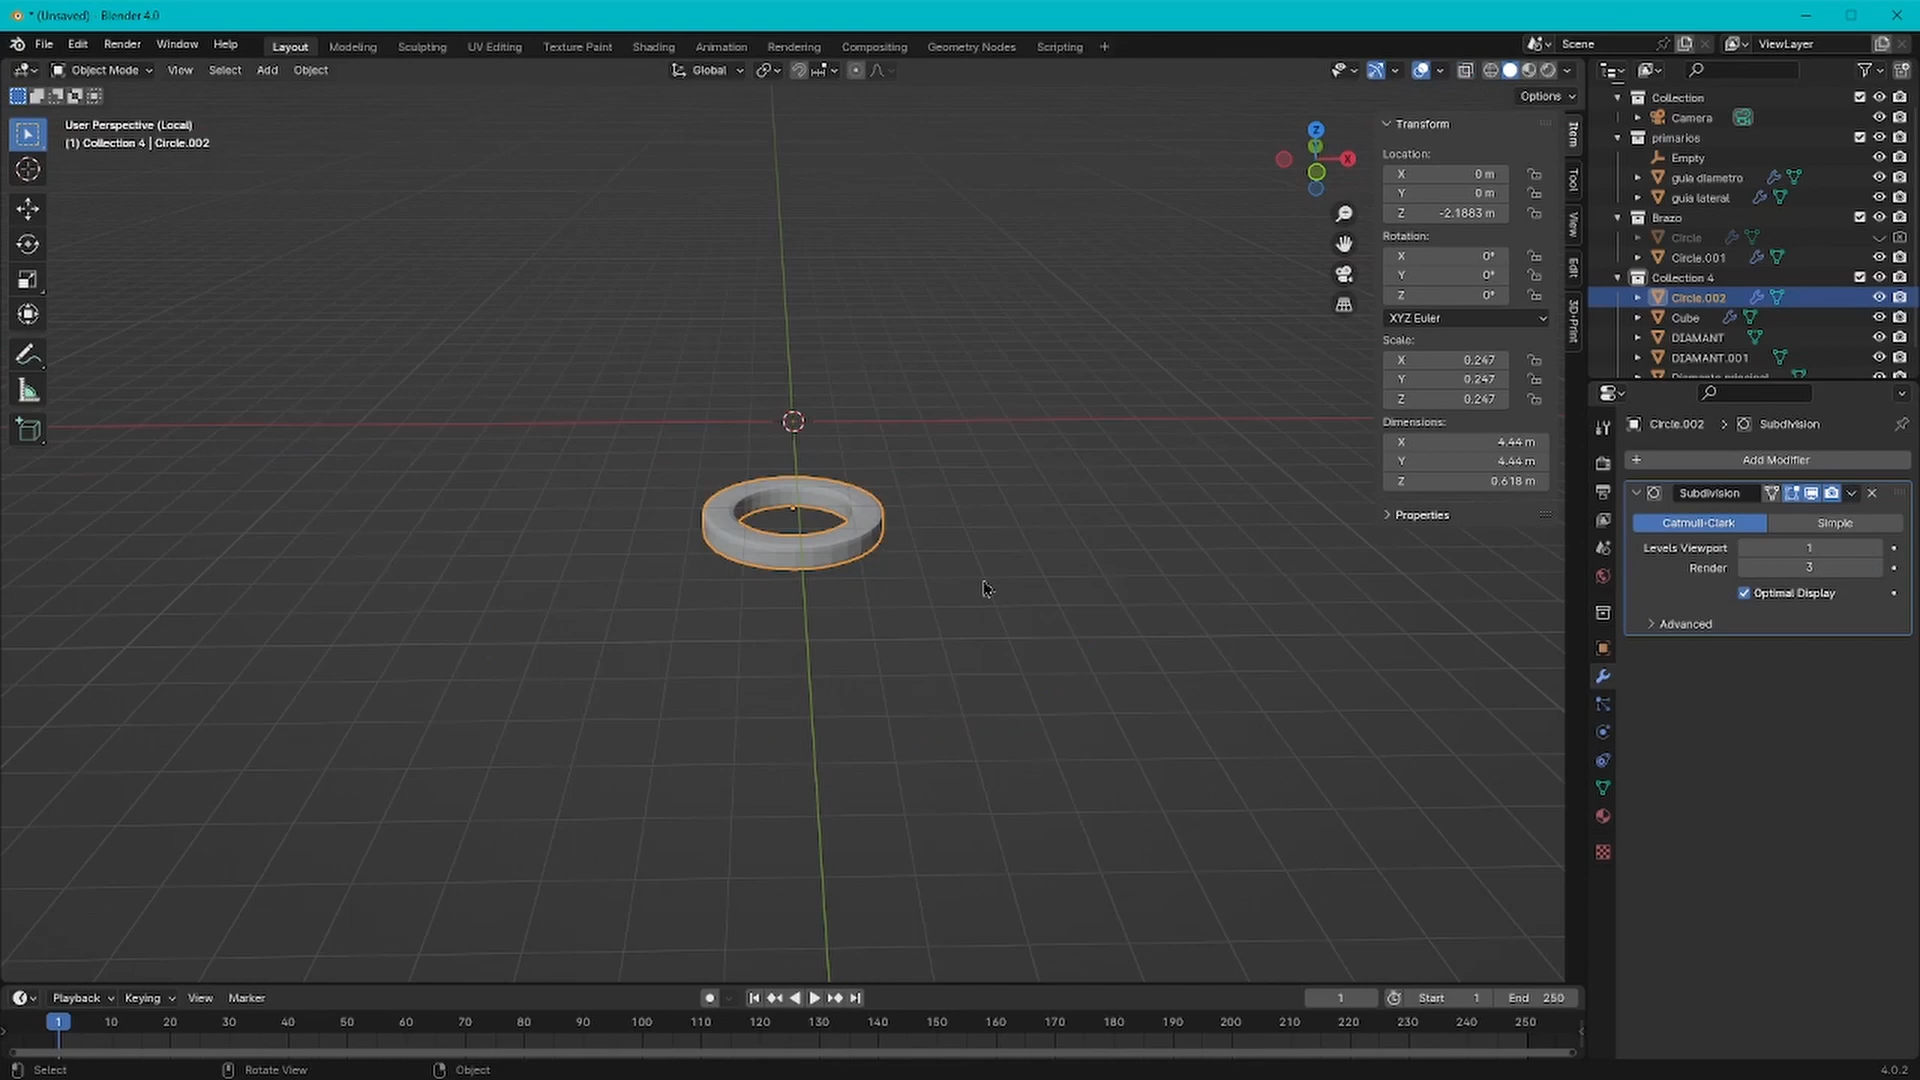 * (Unsaved) - Blender 4.0
File Edit Render Window Help Layout Modeling Sculpting UV Editing Texture Paint Shading Animation Rendering Compositing Geometry Nodes Scripting + Scene ViewLayer
Object Mode View Select Add Object Global
Options
User Perspective (Local)
(1) Collection 4 | Circle.002
Z
X
Transform
Location:
X 0 m
Y 0 m
Z -2.1883 m
Rotation:
X 0°
Y 0°
Z 0°
XYZ Euler
Scale:
X 0.247
Y 0.247
Z 0.247
Dimensions:
X 4.44 m
Y 4.44 m
Z 0.618 m
Properties
Item
Tool
View
Edit
3D-Print
Collection
Camera
primarios
Empty
guia diametro
guia lateral
Brazo
Circle
Circle.001
Collection 4
Circle.002
Cube
DIAMANT
DIAMANT.001
Circle.002 > Subdivision
+ Add Modifier
Subdivision
Catmull-Clark Simple
Levels Viewport 1
Render 3
Optimal Display
Advanced
Playback Keying View Marker 1 Start 1 End 250
1 10 20 30 40 50 60 70 80 90 100 110 120 130 140 150 160 170 180 190 200 210 220 230 240 250
Select Rotate View Object 4.0.2